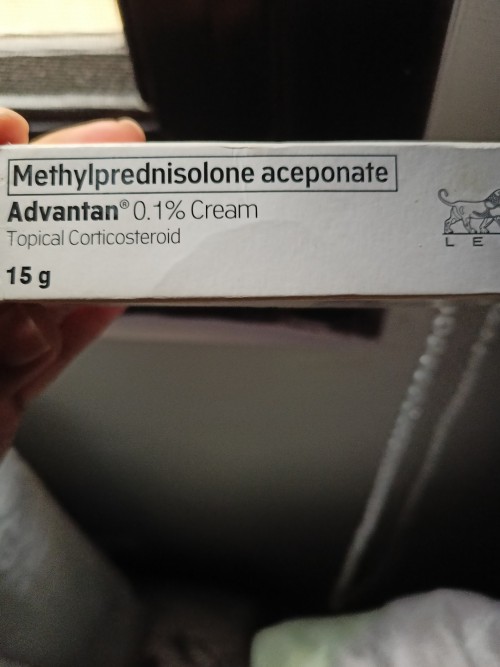 Methylprednisolone aceponate
Advantan® 0.1% Cream
Topical Corticosteroid
15 g
L E